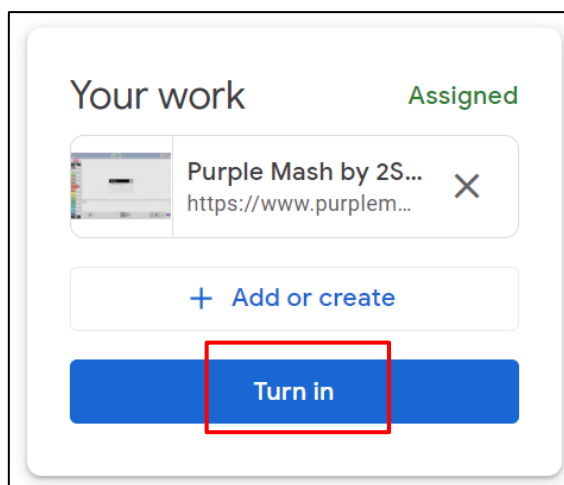 Your work
Assigned
Purple Mash by 2S...
https://www.purplem...
+ Add or create
Turn in